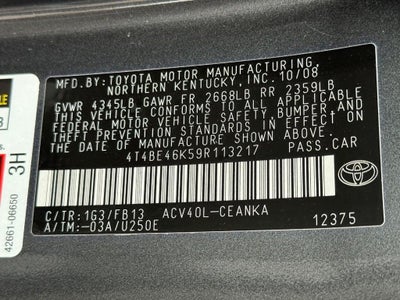 MFD.BY:TOYOTA MOTOR MANUFACTURING,
NORTHERN KENTUCKY,INC.10/08
GVWR 4345LB GAWR FR 2668LB RR 2359LB
THIS VEHICLE CONFORMS TO ALL APPLICABLE
FEDERAL MOTOR VEHICLE SAFETY,BUMPER,AND
THEFT PREVENTION STANDARDS IN EFFECT ON
THE DATE OF MANUFACTURE SHOWN ABOVE.
4T4BE46K59R113217 PASS.CAR
C/TR:1G3/FB13 ACV40L-CEANKA
A/TM:-03A/U250E 12375
TOYOTA
3H
42661-06650